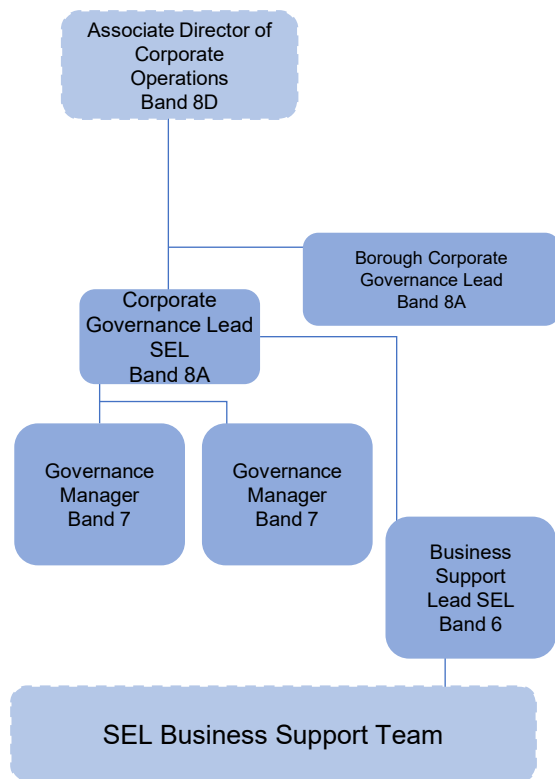 Associate Director of
Corporate
Operations
Band 8D
Borough Corporate
Governance Lead
Band 8A
Corporate
Governance Lead
SEL
Band 8A
Governance
Manager
Band 7
Governance
Manager
Band 7
Business
Support
Lead SEL
Band 6
SEL Business Support Team